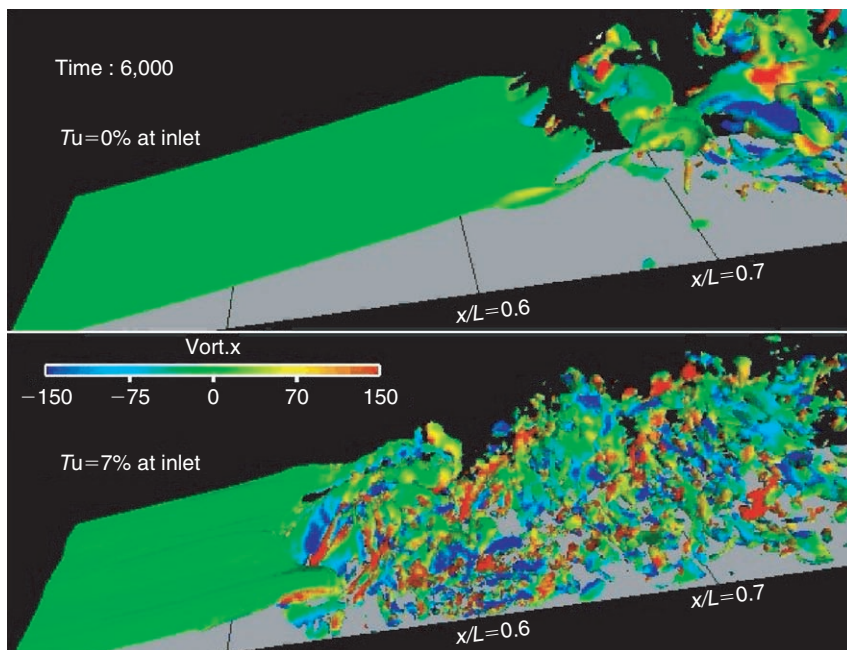 Time : 6,000
Tu=0% at inlet
x/L=0.6
x/L=0.7
Vort.x
−150 −75 0 70 150
Tu=7% at inlet
x/L=0.6
x/L=0.7